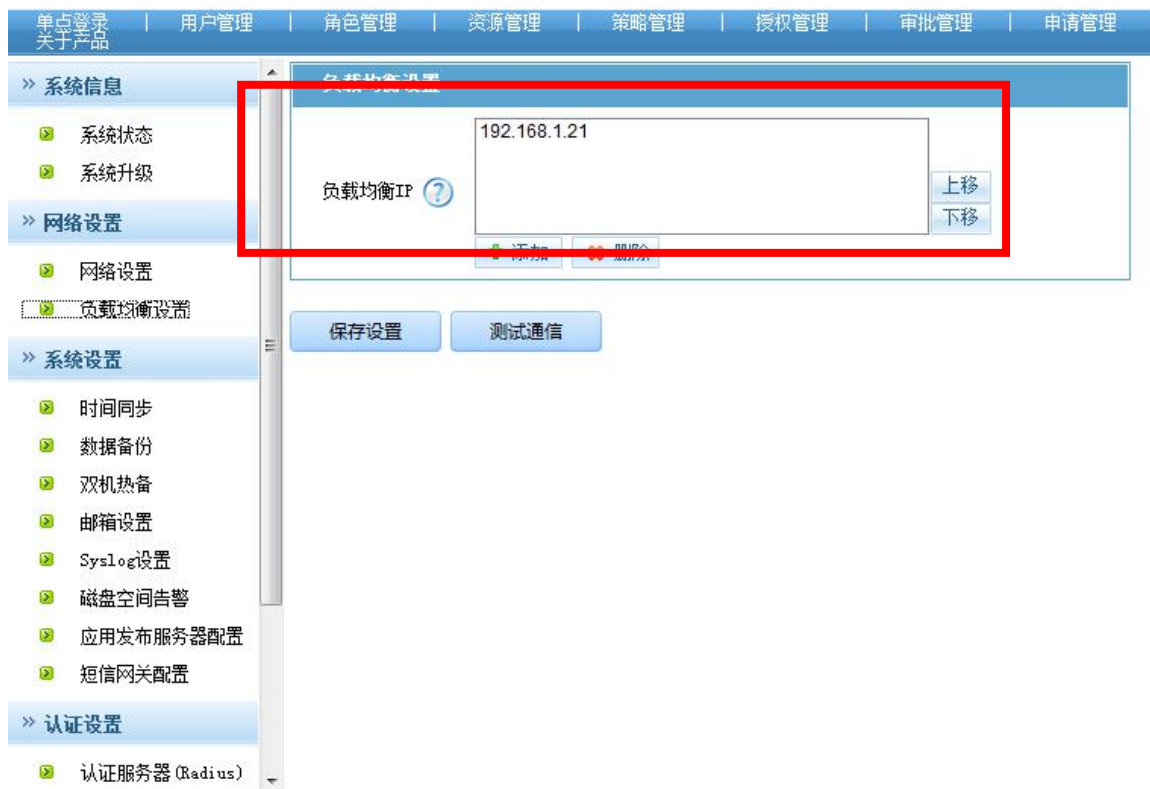 单点登录 | 用户管理 | 角色管理 | 资源管理 | 策略管理 | 授权管理 | 审批管理 | 申请管理
关于产品
» 系统信息
系统状态
系统升级
» 网络设置
网络设置
负载均衡设置
» 系统设置
时间同步
数据备份
双机热备
邮箱设置
Syslog设置
磁盘空间告警
应用发布服务器配置
短信网关配置
» 认证设置
认证服务器(Radius)
负载均衡设置
负载均衡IP ?
192.168.1.21
上移
下移
添加 删除
保存设置 测试通信